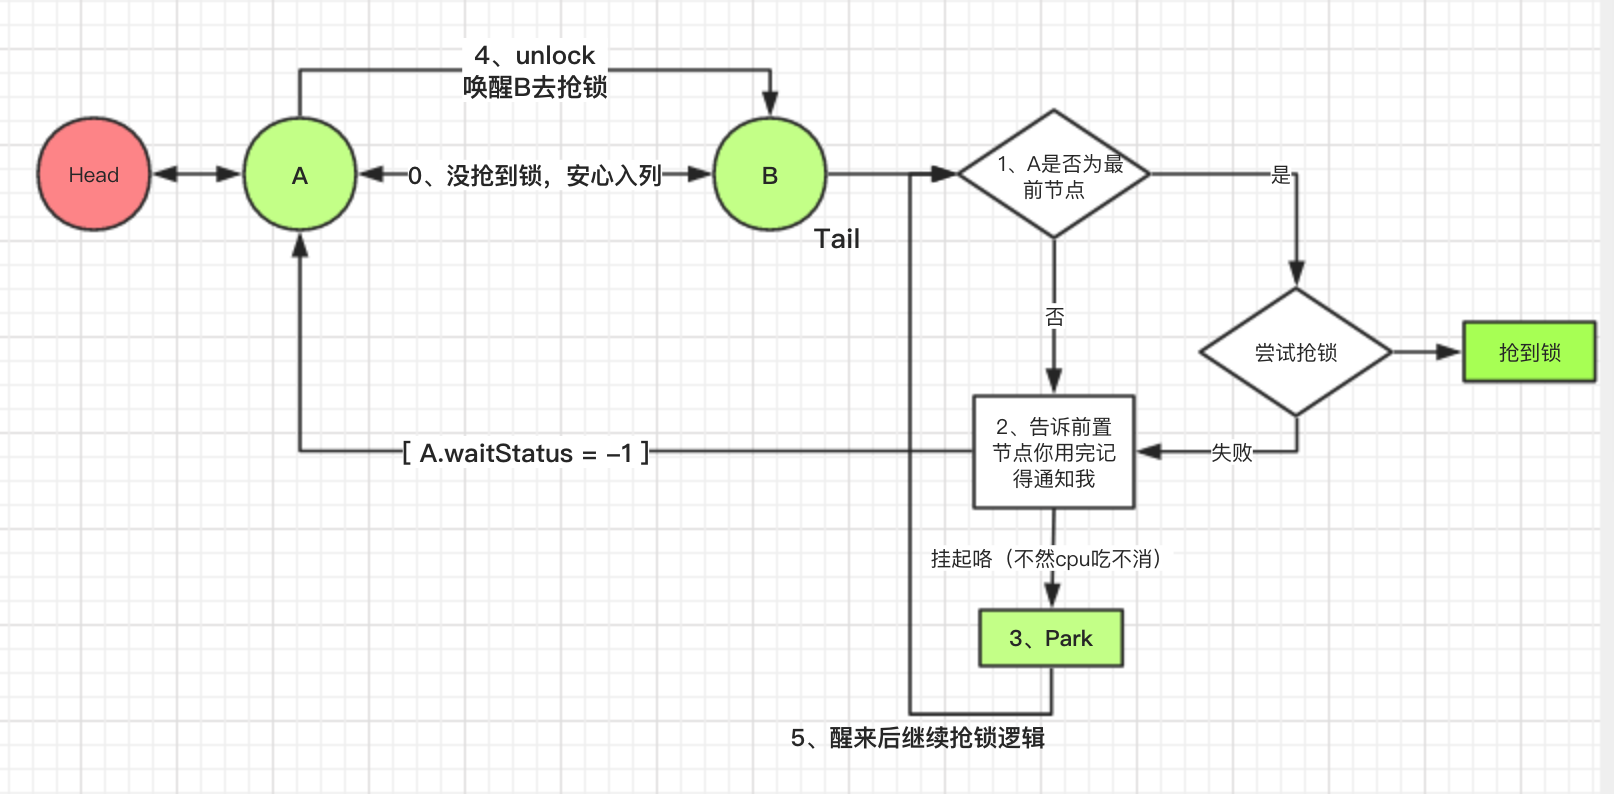 4、unlock
唤醒B去抢锁
Head
A
0、没抢到锁，安心入列
B
Tail
1、A是否为最
前节点
是
否
尝试抢锁
抢到锁
2、告诉前置
节点你用完记
得通知我
[ A.waitStatus = -1 ]
失败
挂起咯（不然cpu吃不消）
3、Park
5、醒来后继续抢锁逻辑